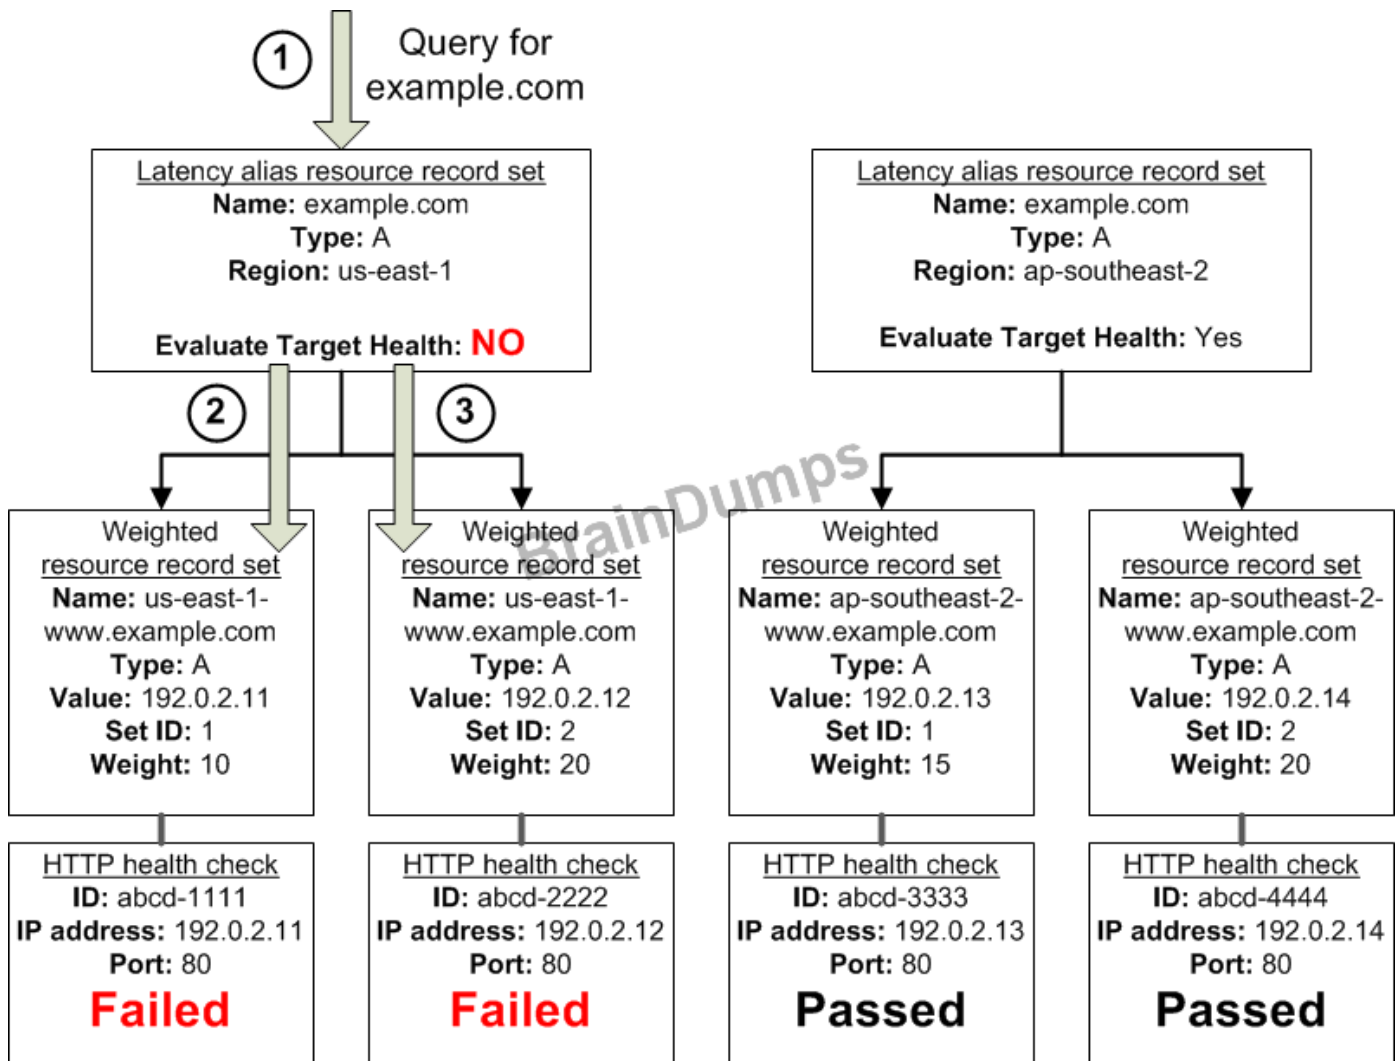 1
Query for
example.com
Latency alias resource record set
Name: example.com
Type: A
Region: us-east-1
Evaluate Target Health: NO
Latency alias resource record set
Name: example.com
Type: A
Region: ap-southeast-2
Evaluate Target Health: Yes
2
3
BrainDumps
Weighted
resource record set
Name: us-east-1-
www.example.com
Type: A
Value: 192.0.2.11
Set ID: 1
Weight: 10
Weighted
resource record set
Name: us-east-1-
www.example.com
Type: A
Value: 192.0.2.12
Set ID: 2
Weight: 20
Weighted
resource record set
Name: ap-southeast-2-
www.example.com
Type: A
Value: 192.0.2.13
Set ID: 1
Weight: 15
Weighted
resource record set
Name: ap-southeast-2-
www.example.com
Type: A
Value: 192.0.2.14
Set ID: 2
Weight: 20
HTTP health check
ID: abcd-1111
IP address: 192.0.2.11
Port: 80
Failed
HTTP health check
ID: abcd-2222
IP address: 192.0.2.12
Port: 80
Failed
HTTP health check
ID: abcd-3333
IP address: 192.0.2.13
Port: 80
Passed
HTTP health check
ID: abcd-4444
IP address: 192.0.2.14
Port: 80
Passed